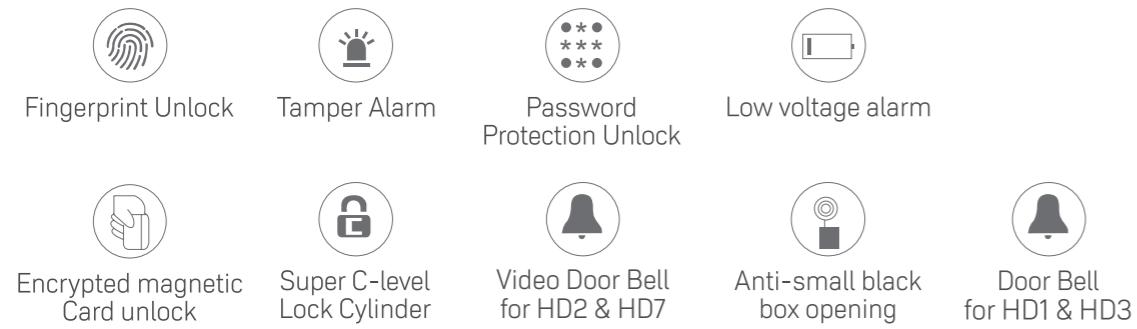 Fingerprint Unlock
Tamper Alarm
Password
Protection Unlock
Low voltage alarm
Encrypted magnetic
Card unlock
Super C-level
Lock Cylinder
Video Door Bell
for HD2 & HD7
Anti-small black
box opening
Door Bell
for HD1 & HD3